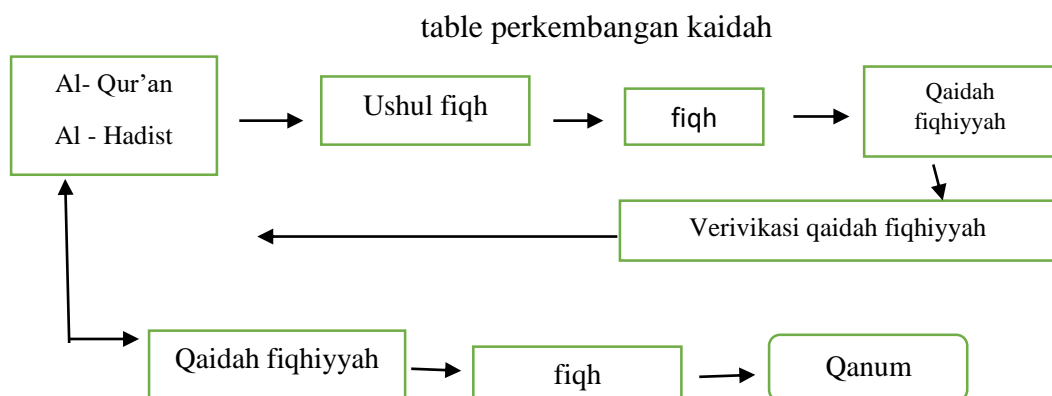 table perkembangan kaidah
Al- Qur’an
Al - Hadist
Ushul fiqh
fiqh
Qaidah
fiqhiyyah
Verivikasi qaidah fiqhiyyah
Qaidah fiqhiyyah
fiqh
Qanum